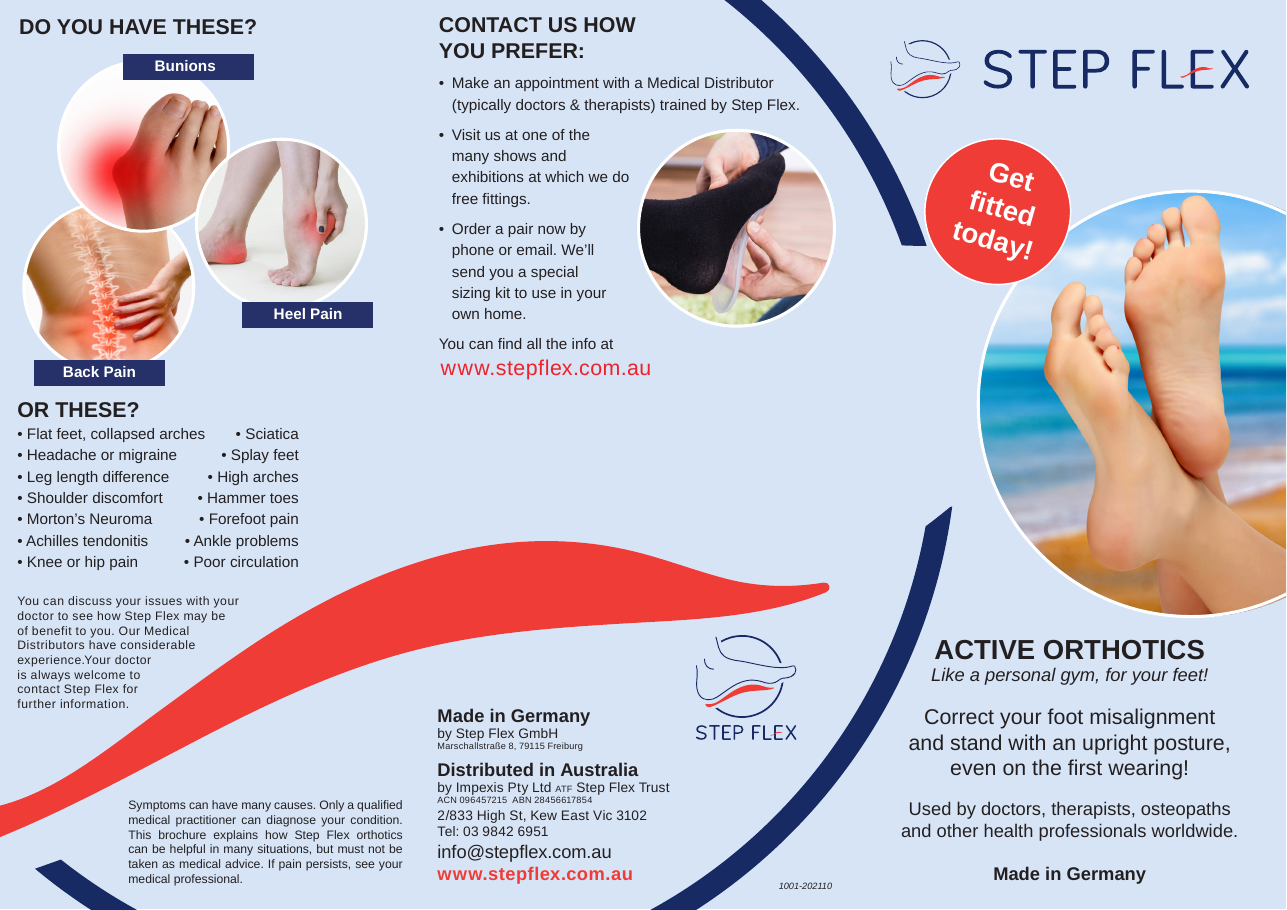 DO YOU HAVE THESE?
Bunions
Heel Pain
Back Pain
OR THESE?
• Flat feet, collapsed arches • Sciatica
• Headache or migraine • Splay feet
• Leg length difference • High arches
• Shoulder discomfort • Hammer toes
• Morton’s Neuroma • Forefoot pain
• Achilles tendonitis • Ankle problems
• Knee or hip pain • Poor circulation
You can discuss your issues with your
doctor to see how Step Flex may be
of benefit to you. Our Medical
Distributors have considerable
experience.Your doctor
is always welcome to
contact Step Flex for
further information.
Symptoms can have many causes. Only a qualified
medical practitioner can diagnose your condition.
This brochure explains how Step Flex orthotics
can be helpful in many situations, but must not be
taken as medical advice. If pain persists, see your
medical professional.
CONTACT US HOW
YOU PREFER:
• Make an appointment with a Medical Distributor
(typically doctors & therapists) trained by Step Flex.
• Visit us at one of the
many shows and
exhibitions at which we do
free fittings.
• Order a pair now by
phone or email. We’ll
send you a special
sizing kit to use in your
own home.
You can find all the info at
www.stepflex.com.au
STEP FLEX
Made in Germany
by Step Flex GmbH
Marschallstraße 8, 79115 Freiburg
Distributed in Australia
by Impexis Pty Ltd ATF Step Flex Trust
ACN 096457215 ABN 28456617854
2/833 High St, Kew East Vic 3102
Tel: 03 9842 6951
info@stepflex.com.au
www.stepflex.com.au
1001-202110
STEP FLEX
Get
fitted
today!
ACTIVE ORTHOTICS
Like a personal gym, for your feet!
Correct your foot misalignment
and stand with an upright posture,
even on the first wearing!
Used by doctors, therapists, osteopaths
and other health professionals worldwide.
Made in Germany